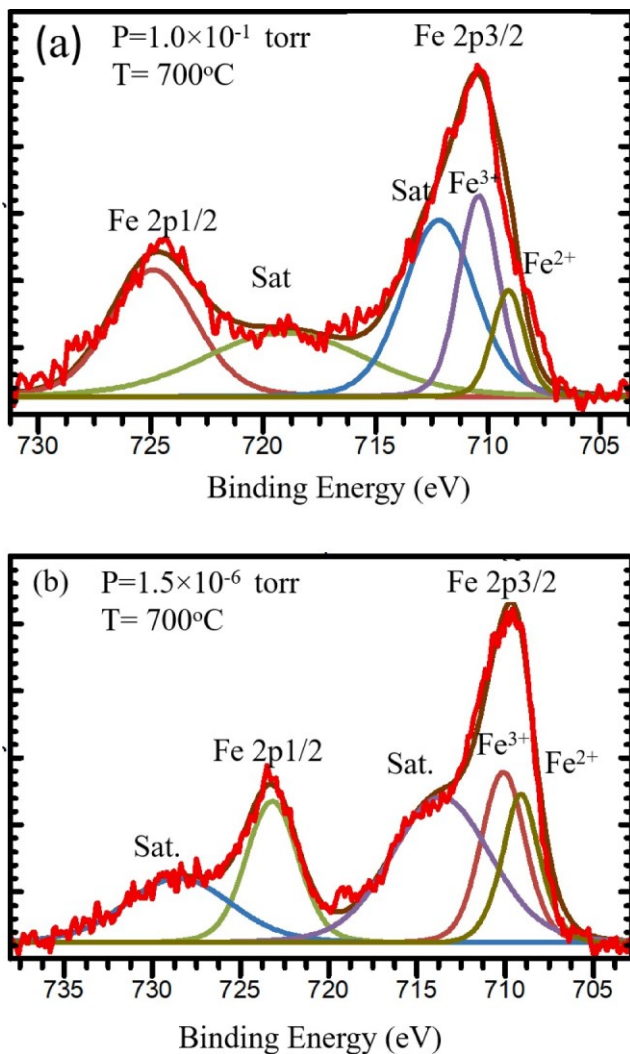 (a)
P=1.0×10⁻¹ torr
T= 700°C
Fe 2p3/2
Fe 2p1/2
Sat
Sat
Fe³⁺
Fe²⁺
730 725 720 715 710 705
Binding Energy (eV)
(b)
P=1.5×10⁻⁶ torr
T= 700°C
Fe 2p3/2
Fe 2p1/2
Sat.
Sat.
Fe³⁺
Fe²⁺
735 730 725 720 715 710 705
Binding Energy (eV)